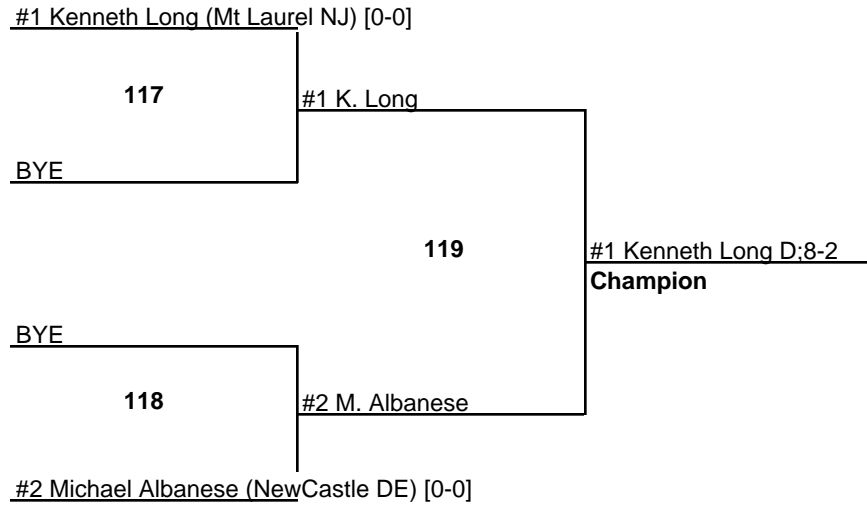 #1 Kenneth Long (Mt Laurel NJ) [0-0]
117
#1 K. Long
BYE
119
#1 Kenneth Long D;8-2
Champion
BYE
118
#2 M. Albanese
#2 Michael Albanese (NewCastle DE) [0-0]